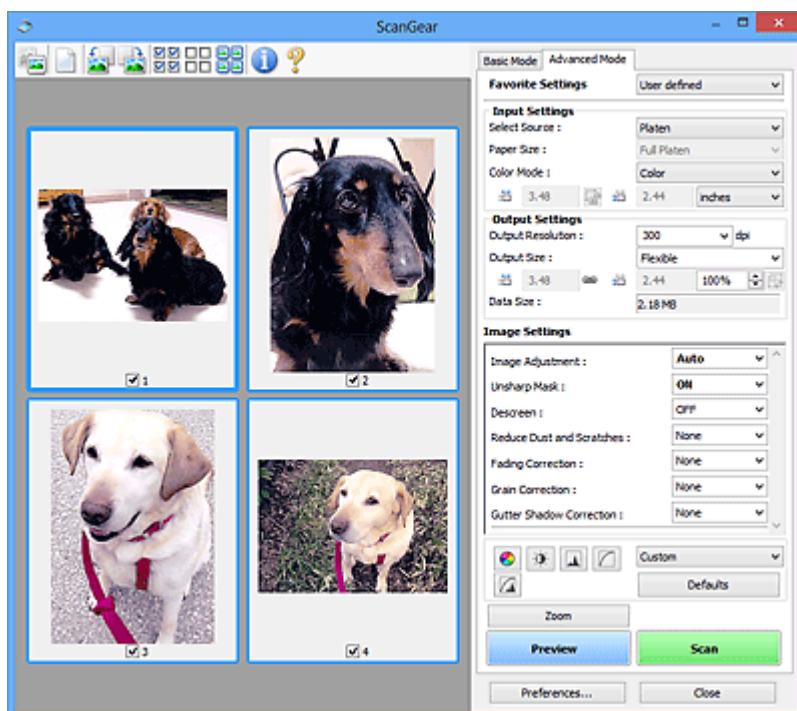 ScanGear
Basic Mode Advanced Mode
Favorite Settings User defined
Input Settings
Select Source : Platen
Paper Size : Full Platen
Color Mode : Color
3.48 2.44 inches
Output Settings
Output Resolution : 300 dpi
Output Size : Flexible
3.48 2.44 100%
Data Size : 2.18 MB
Image Settings
Image Adjustment : Auto
Unsharp Mask : ON
Descreen : OFF
Reduce Dust and Scratches : None
Fading Correction : None
Grain Correction : None
Gutter Shadow Correction : None
Custom
Defaults
Zoom
Preview Scan
Preferences... Close
1 2
3 4